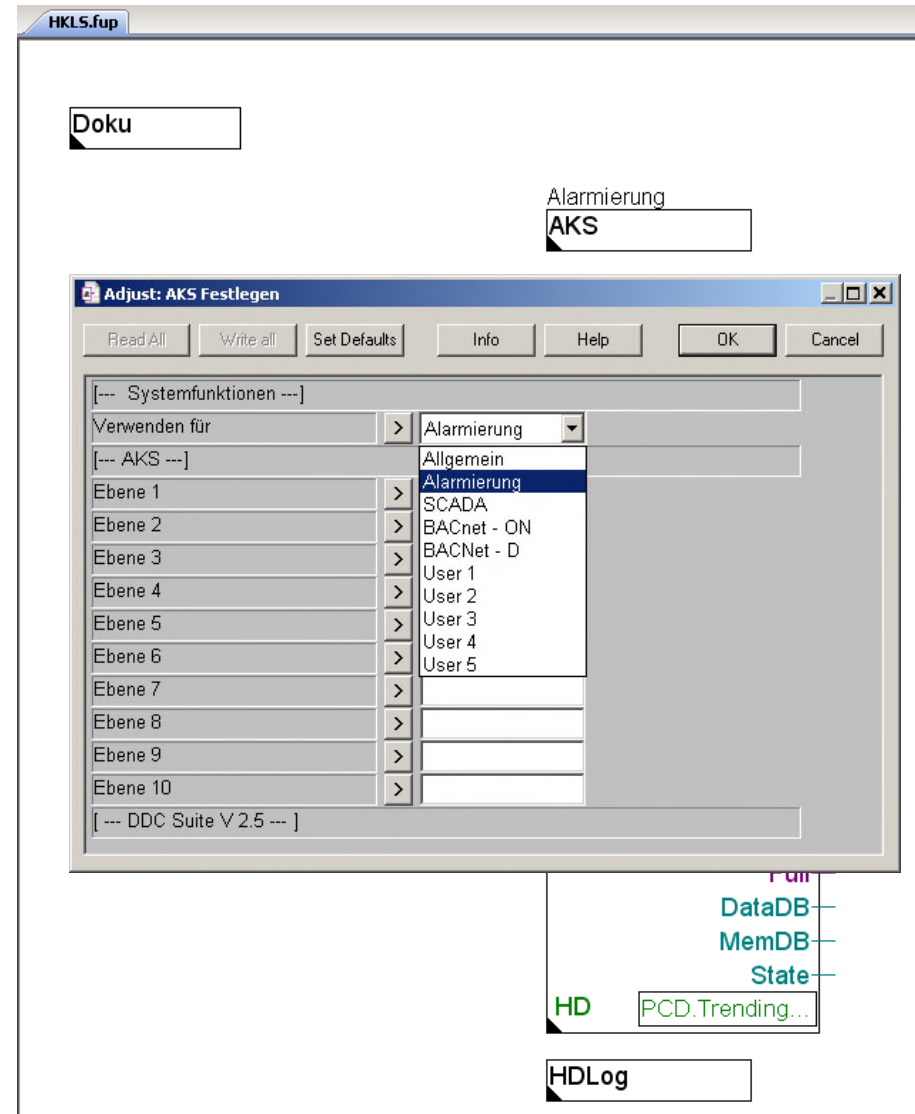 HKLS.fup
Doku
Alarmierung
AKS
Adjust: AKS Festlegen
Read All Write all Set Defaults Info Help OK Cancel
[--- Systemfunktionen ---]
Verwenden für > Alarmierung
[--- AKS ---] Allgemein
Alarmierung
Ebene 1 >
SCADA
Ebene 2 > BACnet - ON
BACNet - D
Ebene 3 >
User 1
Ebene 4 > User 2
User 3
Ebene 5 >
User 4
Ebene 6 > User 5
Ebene 7 >
Ebene 8 >
Ebene 9 >
Ebene 10 >
[ --- DDC Suite V 2.5 --- ]
DataDB
MemDB
State
HD PCD.Trending...
HDLog